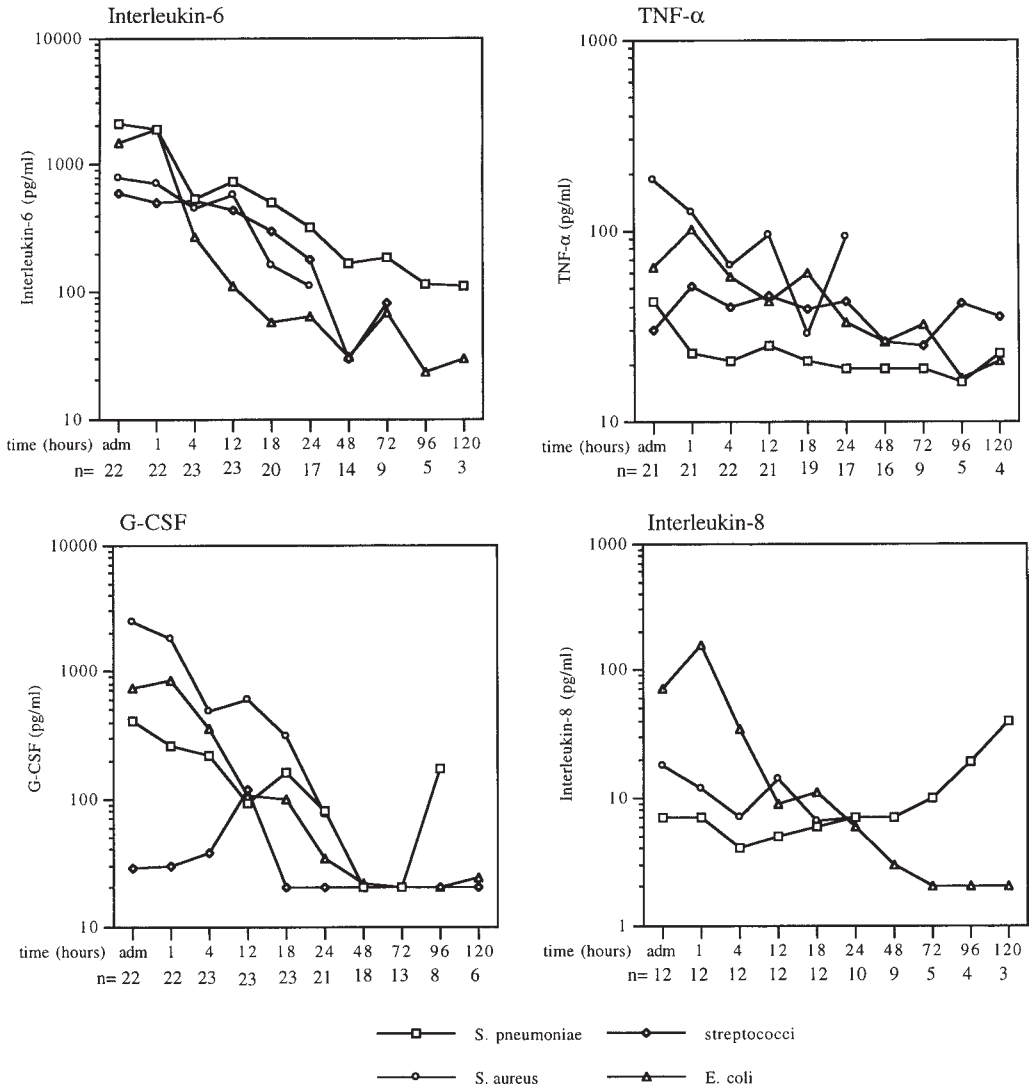 Interleukin-6
10000
1000
100
10
Interleukin-6 (pg/ml)
time (hours) adm 1 4 12 18 24 48 72 96 120
n= 22 22 23 23 20 17 14 9 5 3
TNF-α
1000
100
10
TNF-α (pg/ml)
time (hours) adm 1 4 12 18 24 48 72 96 120
n= 21 21 22 21 19 17 16 9 5 4
G-CSF
10000
1000
100
10
G-CSF (pg/ml)
time (hours) adm 1 4 12 18 24 48 72 96 120
n= 22 22 23 23 23 21 18 13 8 6
Interleukin-8
1000
100
10
1
Interleukin-8 (pg/ml)
time (hours) adm 1 4 12 18 24 48 72 96 120
n= 12 12 12 12 12 10 9 5 4 3
S. pneumoniae
streptococci
S. aureus
E. coli